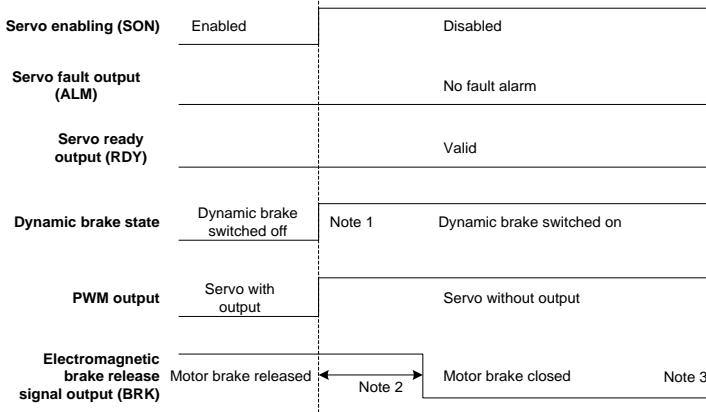 Servo enabling (SON) Enabled Disabled
Servo fault output
(ALM) No fault alarm
Servo ready
output (RDY) Valid
Dynamic brake state Dynamic brake
switched off Note 1 Dynamic brake switched on
PWM output Servo with
output Servo without output
Electromagnetic
brake release
signal output (BRK) Motor brake released Note 2 Motor brake closed Note 3